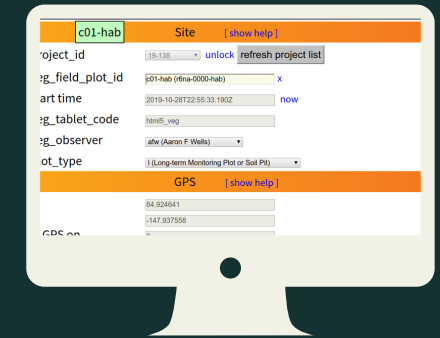 c01-hab Site [ show help ]
roject_id 19-138 unlock refresh project list
eg_field_plot_id c01-hab (r6na-0000-hab) x
art time 2019-10-28T22:55:33.190Z now
eg_tablet_code html5_veg
eg_observer afw (Aaron F Wells)
ot_type l (Long-term Monitoring Plot or Soil Pit)
GPS [ show help ]
64.924641
-147.937558
GPS on